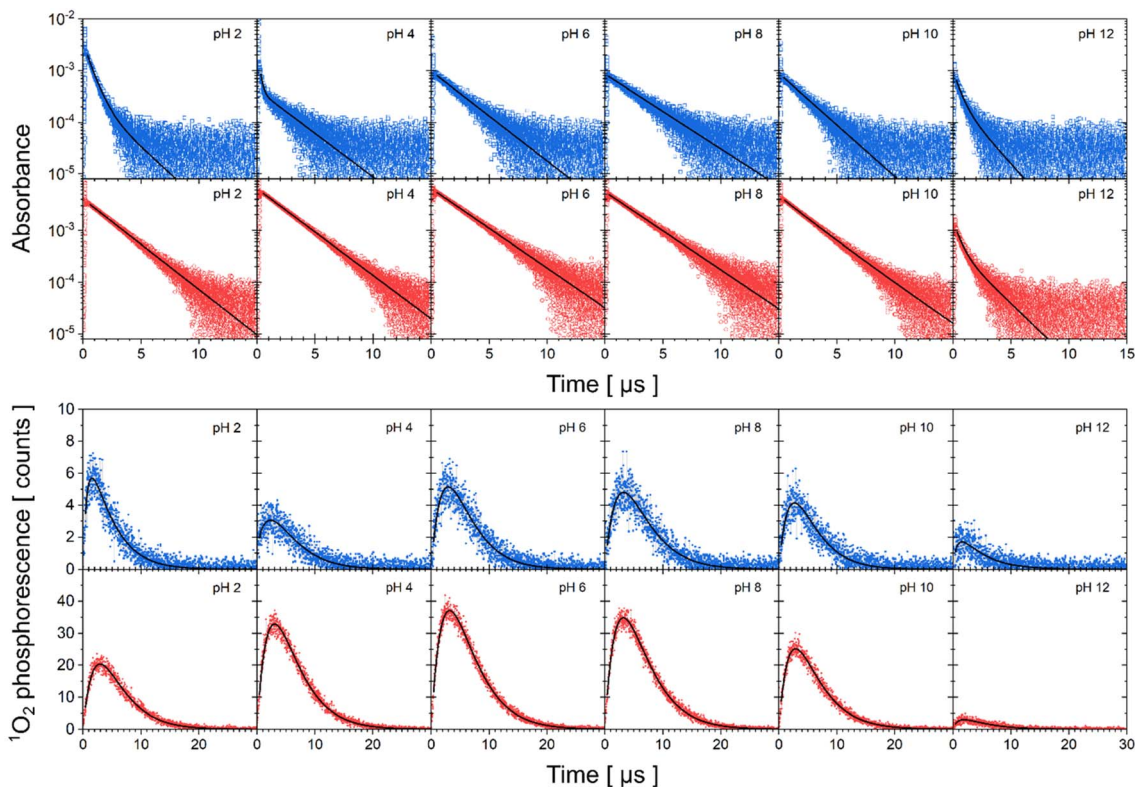 10⁻² pH 2 pH 4 pH 6 pH 8 pH 10 pH 12
10⁻³
10⁻⁴
10⁻⁵
Absorbance
pH 2 pH 4 pH 6 pH 8 pH 10 pH 12
10⁻³
10⁻⁴
10⁻⁵
0 5 10 0 5 10 0 5 10 0 5 10 0 5 10 0 5 10 15
Time [ µs ]
10 pH 2 pH 4 pH 6 pH 8 pH 10 pH 12
8
6
4
2
0
¹O₂ phosphorescence [ counts ]
40 pH 2 pH 4 pH 6 pH 8 pH 10 pH 12
30
20
10
0
0 10 20 0 10 20 0 10 20 0 10 20 0 10 20 0 10 20 30
Time [ µs ]